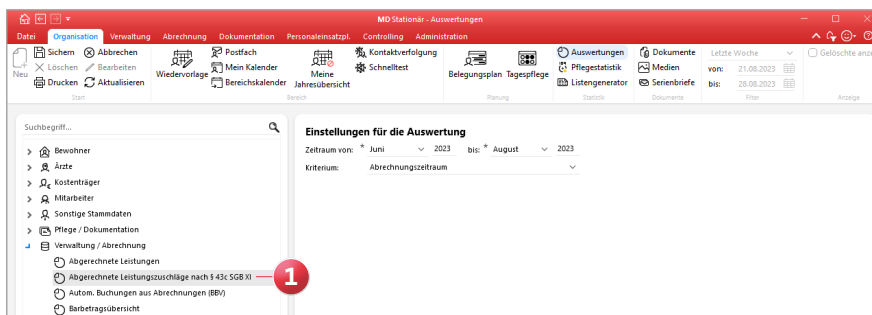 MD Stationär - Auswertungen
Datei Organisation Verwaltung Abrechnung Dokumentation Personaleinsatzpl. Controlling Administration
Neu
Sichern Abbrechen
Löschen Bearbeiten
Drucken Aktualisieren
Start
Wiedervorlage
Postfach
Mein Kalender
Bereichskalender
Meine
Jahresübersicht
Kontaktverfolgung
Schnelltest
Bereich
Belegungsplan Tagespflege
Planung
Auswertungen
Pflegestatistik
Listengenerator
Statistik
Dokumente
Medien
Serienbriefe
Dokumente
Letzte Woche
von: 21.08.2023
bis: 28.08.2023
Filter
Gelöschte anze
Anzeige
Suchbegriff...
Bewohner
Ärzte
Kostenträger
Mitarbeiter
Sonstige Stammdaten
Pflege / Dokumentation
Verwaltung / Abrechnung
Abgerechnete Leistungen
Abgerechnete Leistungszuschläge nach § 43c SGB XI
1
Autom. Buchungen aus Abrechnungen (BBV)
Barbetragsübersicht
Einstellungen für die Auswertung
Zeitraum von: * Juni 2023 bis: * August 2023
Kriterium: Abrechnungszeitraum